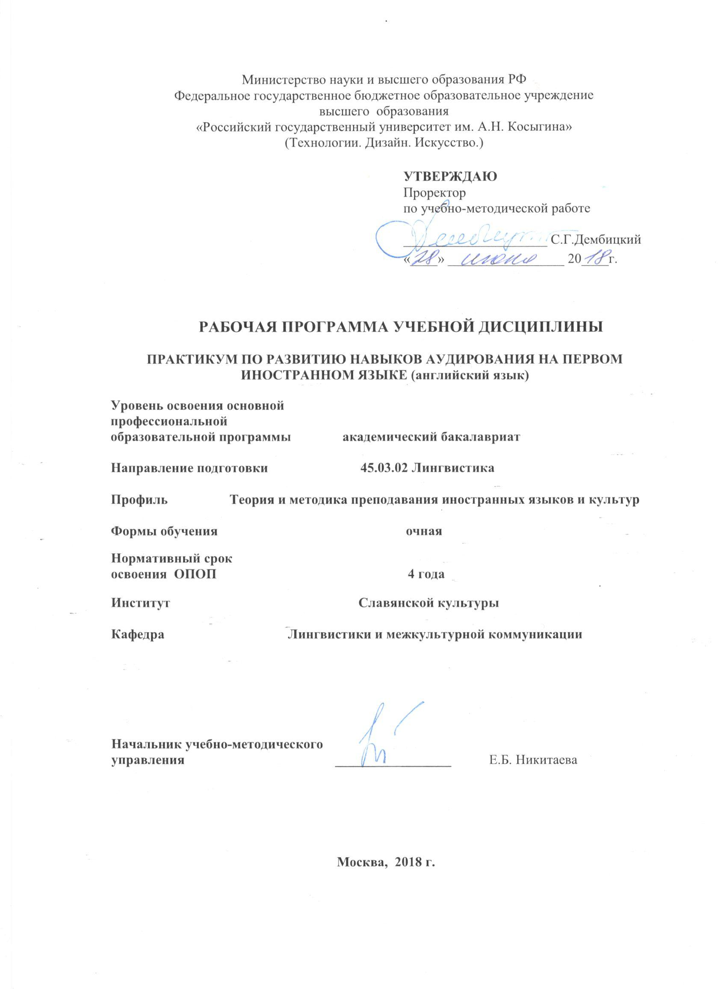 Министерство науки и высшего образования РФ
Федеральное государственное бюджетное образовательное учреждение
высшего образования
«Российский государственный университет им. А.Н. Косыгина»
(Технологии. Дизайн. Искусство.)
УТВЕРЖДАЮ
Проректор
по учебно-методической работе
С.Г.Дембицкий
«28» июня 2018г.
РАБОЧАЯ ПРОГРАММА УЧЕБНОЙ ДИСЦИПЛИНЫ
ПРАКТИКУМ ПО РАЗВИТИЮ НАВЫКОВ АУДИРОВАНИЯ НА ПЕРВОМ
ИНОСТРАННОМ ЯЗЫКЕ (английский язык)
Уровень освоения основной
профессиональной
образовательной программы академический бакалавриат
Направление подготовки 45.03.02 Лингвистика
Профиль Теория и методика преподавания иностранных языков и культур
Формы обучения очная
Нормативный срок
освоения ОПОП 4 года
Институт Славянской культуры
Кафедра Лингвистики и межкультурной коммуникации
Начальник учебно-методического
управления Е.Б. Никитаева
Москва, 2018 г.